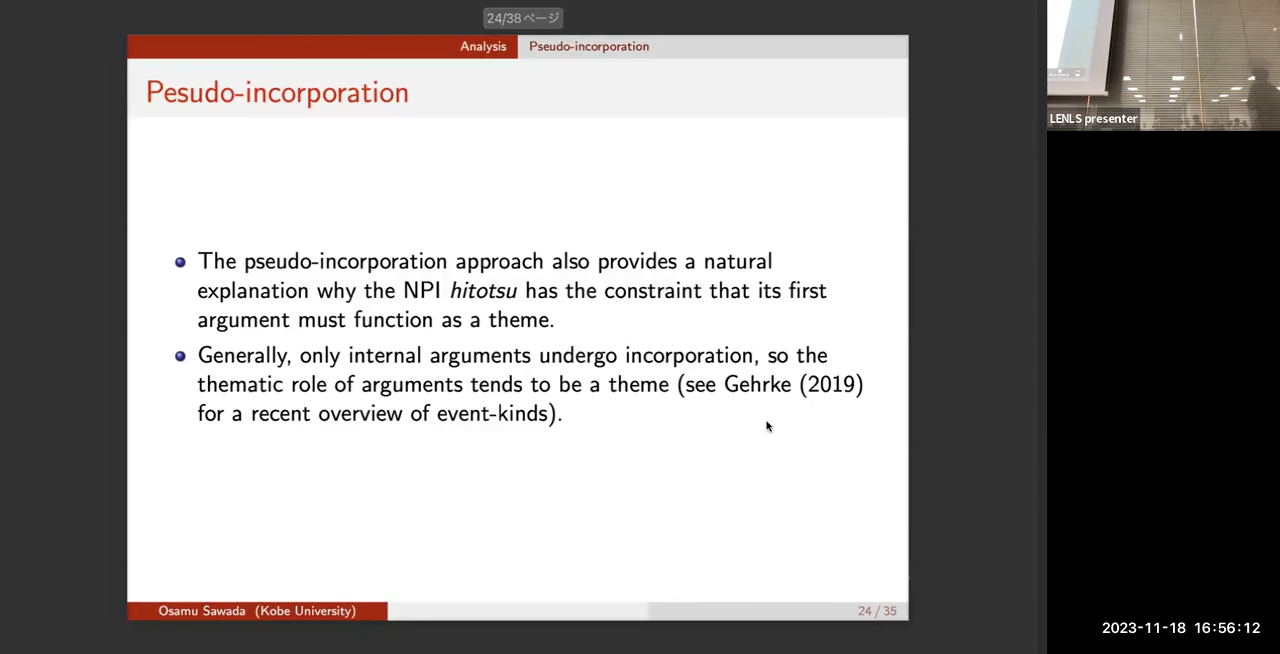 24/38ページ
Analysis Pseudo-incorporation
Pesudo-incorporation
The pseudo-incorporation approach also provides a natural
explanation why the NPI hitotsu has the constraint that its first
argument must function as a theme.
Generally, only internal arguments undergo incorporation, so the
thematic role of arguments tends to be a theme (see Gehrke (2019)
for a recent overview of event-kinds).
Osamu Sawada (Kobe University)
24 / 35
LENLS presenter
2023-11-18 16:56:12